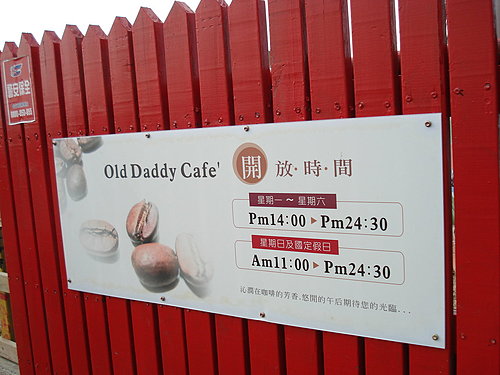 Old Daddy Cafe' 開放·時·間
星期一 ~ 星期六
Pm14:00 ▸ Pm24:30
星期日及國定假日
Am11:00 ▸ Pm24:30
沁潤在咖啡的芳香,悠閒的午后期待您的光臨...